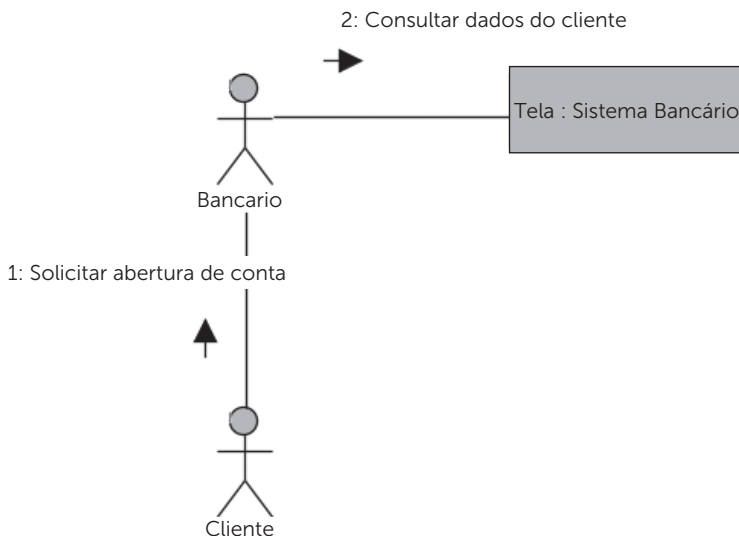 2: Consultar dados do cliente
Tela : Sistema Bancário
Bancario
1: Solicitar abertura de conta
Cliente